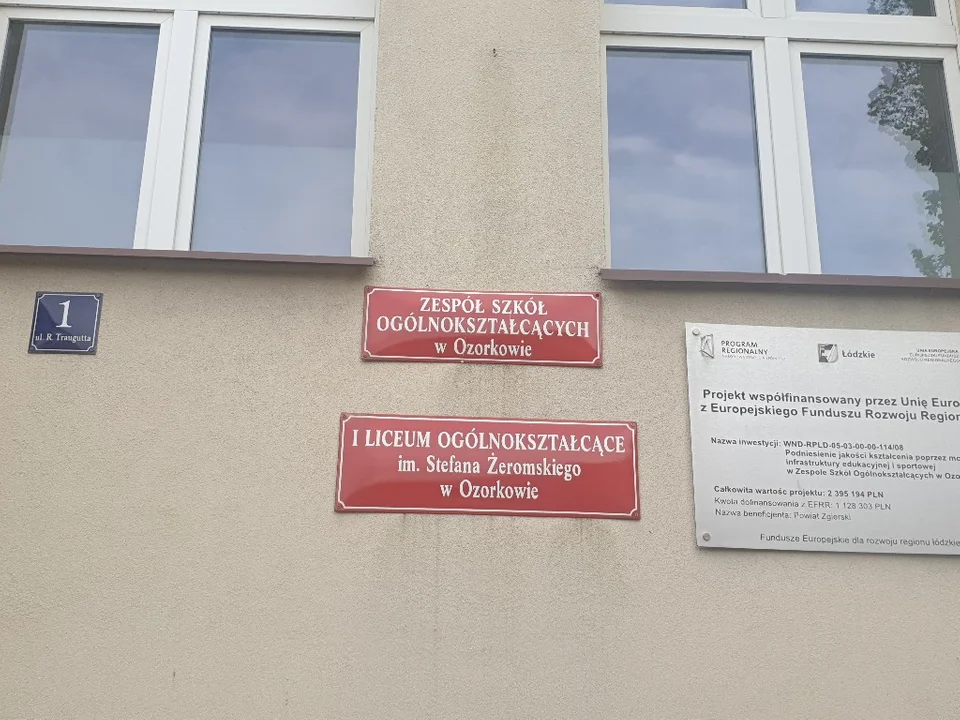 1
ul. R. Traugutta
ZESPÓŁ SZKÓŁ
OGÓLNOKSZTAŁCĄCYCH
w Ozorkowie
I LICEUM OGÓLNOKSZTAŁCĄCE
im. Stefana Żeromskiego
w Ozorkowie
PROGRAM
REGIONALNY
Łódzkie
UNIA EUROPEJSKA
Projekt współfinansowany przez Unię Euro
z Europejskiego Funduszu Rozwoju Region
Nazwa inwestycji: WND-RPLD-05-03-00-00-114/08
Podniesienie jakości kształcenia poprzez mo
infrastruktury edukacyjnej i sportowej
w Zespole Szkół Ogólnokształcących w Ozo
Całkowita wartość projektu: 2 395 194 PLN
Kwota dofinansowania z EFRR: 1 128 303 PLN
Nazwa beneficjenta: Powiat Zgierski
Fundusze Europejskie dla rozwoju regionu łódzkie